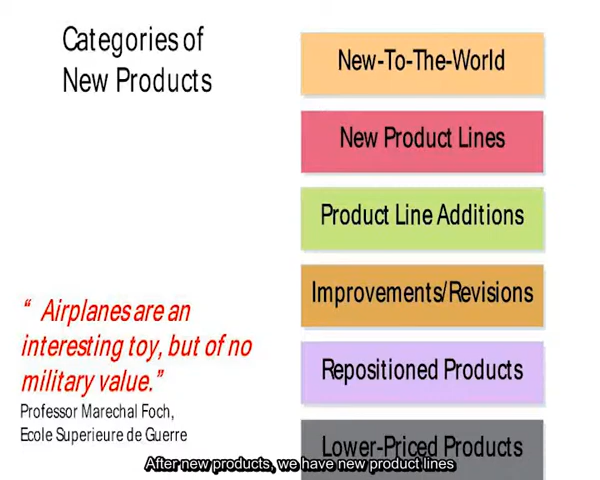 Categories of
New Products
New-To-The-World
New Product Lines
Product Line Additions
Improvements/Revisions
Repositioned Products
Lower-Priced Products
“ Airplanes are an
interesting toy, but of no
military value.”
Professor Marechal Foch,
Ecole Superieure de Guerre
After new products, we have new product lines